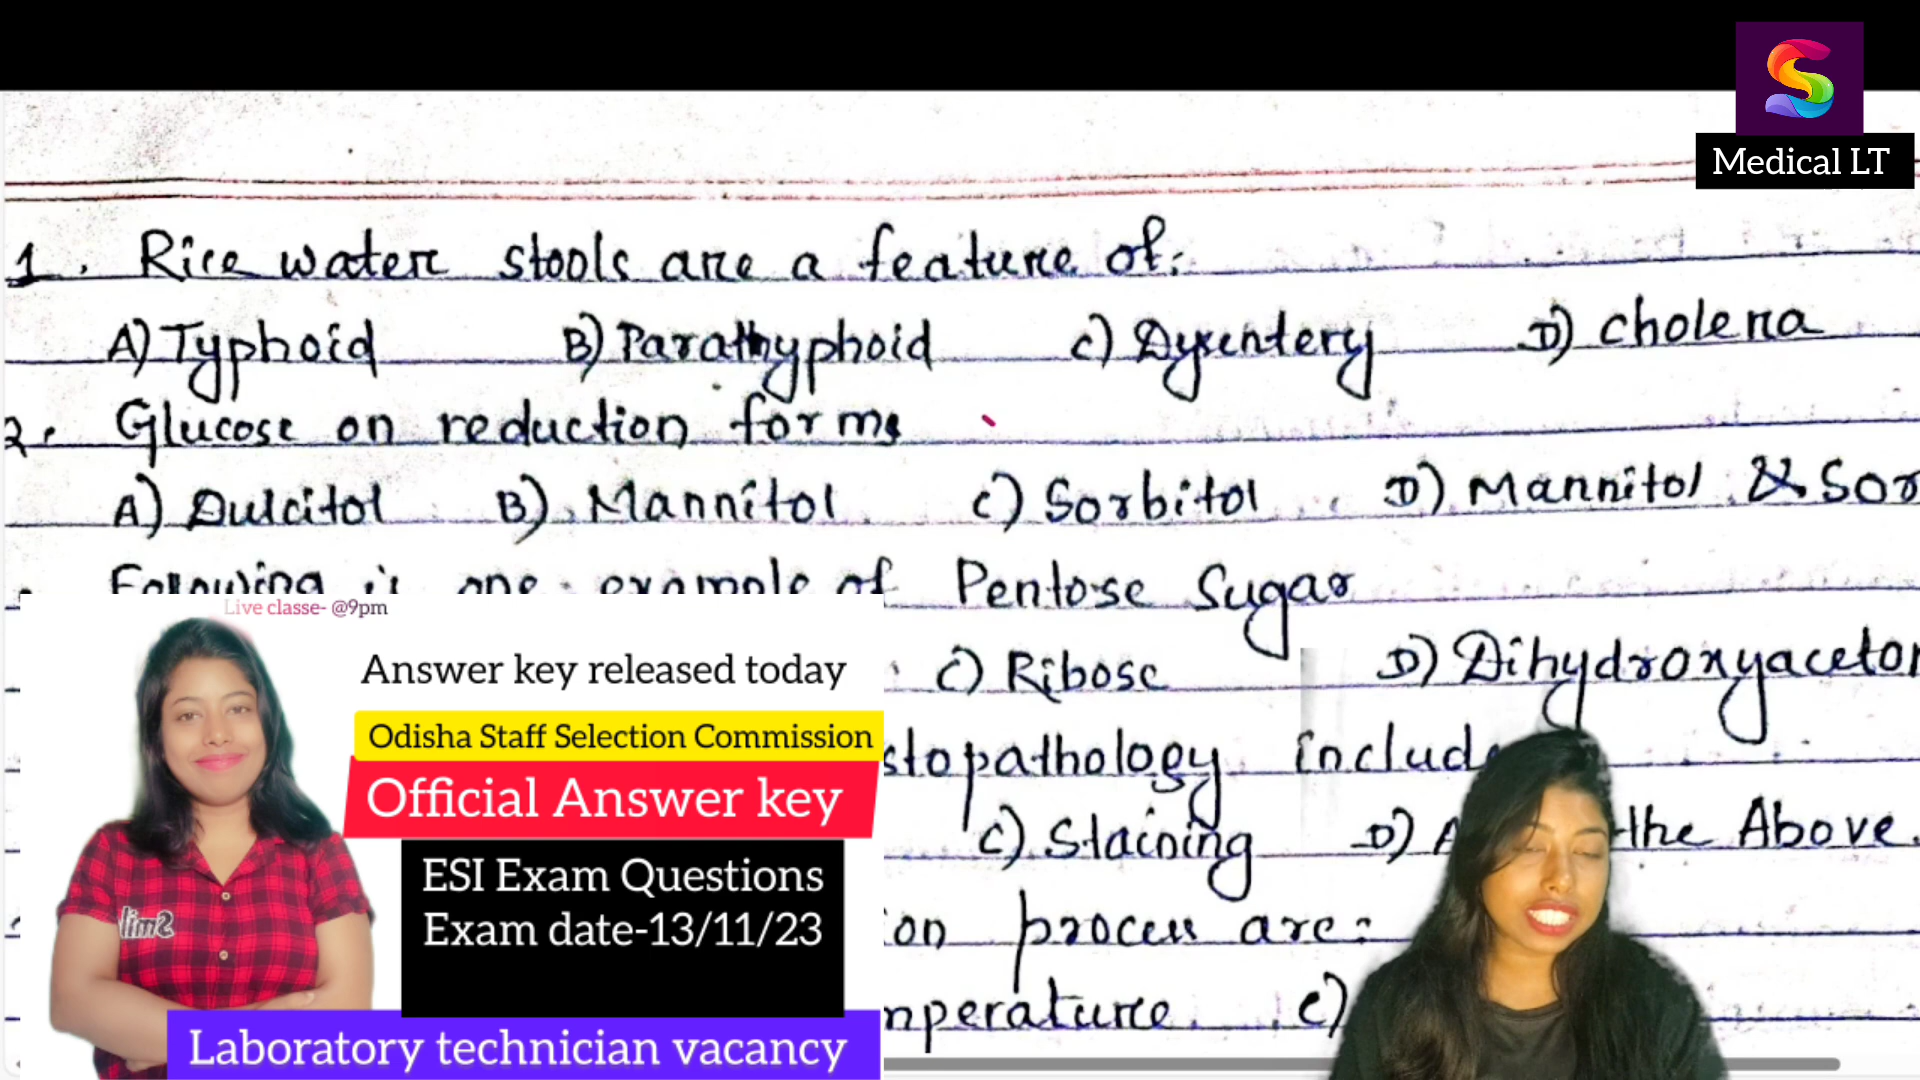 Medical LT
1. Rice water stools are a feature of:
A) Typhoid B) Parathyphoid C) Dysentery D) Cholera
2. Glucose on reduction forms
A) Dulcitol B) Mannitol C) Sorbitol D) Mannitol & Sor
Following is one example of Pentose Sugar
C) Ribose D) Dihydroxyaceton
stopathology include
C) Staining D) A the Above.
ion process are:
mperature C)
Live classe- @9pm
Answer key released today
Odisha Staff Selection Commission
Official Answer key
ESI Exam Questions
Exam date-13/11/23
Laboratory technician vacancy